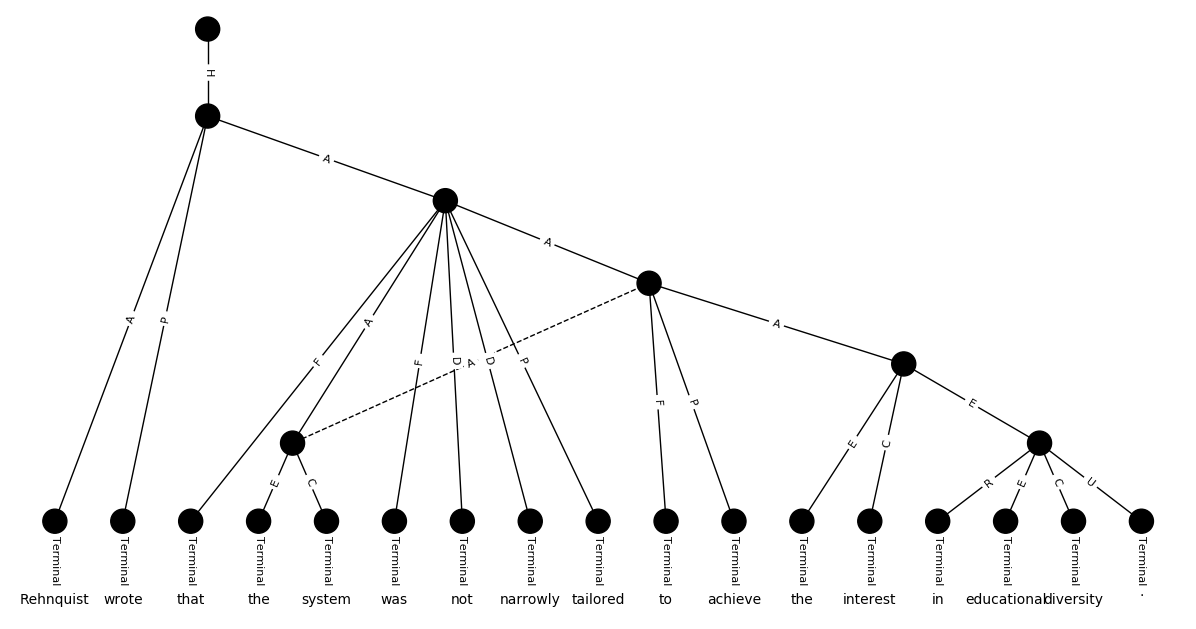 H
A
A
A P
F A F D A D P
F P
A
E C
E
E C
R E C U
Terminal Terminal Terminal Terminal Terminal Terminal Terminal Terminal Terminal Terminal Terminal Terminal Terminal Terminal Terminal Terminal Terminal
Rehnquist wrote that the system was not narrowly tailored to achieve the interest in educational diversity .